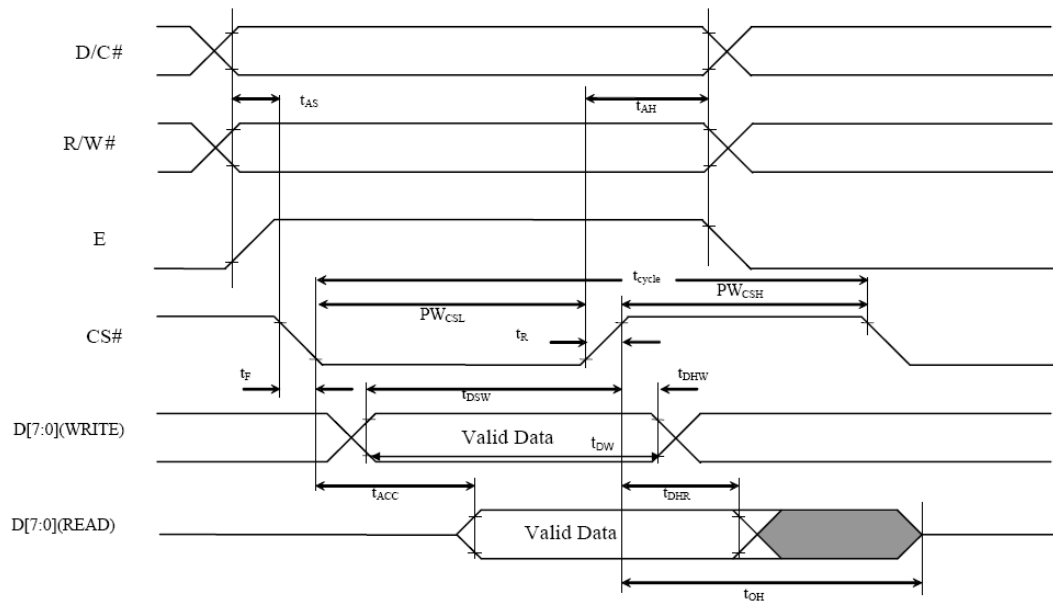 D/C#
tAS
tAH
R/W#
E
tcycle
PWCSH
PWCSL
CS#
tR
tF
tDSW
tDHW
D[7:0](WRITE)
Valid Data
tDW
tACC
tDHR
D[7:0](READ)
Valid Data
tOH